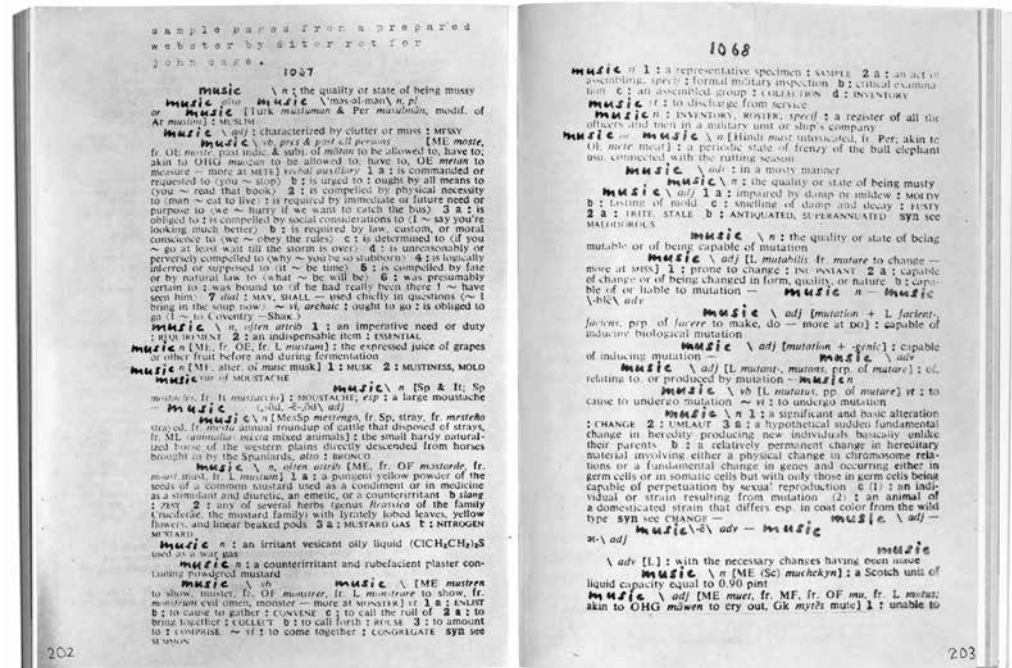 sample pages from a prepared
webster by diter rot for
john cage.
1067
music \ n : the quality or state of being mussy
music also music \'məs-əl-mən\ n, pl
or music [Turk musluman & Per musulmān, modif. of
Ar muslim] : MUSLIM
music \ adj : characterized by clutter or muss : MESSY
music \ vb, pres & past all persons [ME moste,
fr. OE moste, past indic. & subj. of mōtan to be allowed to, have to;
akin to OHG muozan to be allowed to, have to, OE metan to
measure — more at METE] verbal auxiliary 1 a : is commanded or
requested to (you ~ stop) b : is urged to : ought by all means to
(you ~ read that book) 2 : is compelled by physical necessity
to (man ~ eat to live) : is required by immediate or future need or
purpose to (we ~ hurry if we want to catch the bus) 3 a : is
obliged to : is compelled by social considerations to (I ~ say you're
looking much better) b : is required by law, custom, or moral
conscience to (we ~ obey the rules) c : is determined to (if you
~ go at least wait till the storm is over) d : is unreasonably or
perversely compelled to (why ~ you be so stubborn) 4 : is logically
inferred or supposed to (it ~ be time) 5 : is compelled by fate
or by natural law to (what ~ be will be) 6 : was presumably
certain to : was bound to (if he had really been there I ~ have
seen him) 7 dial : MAY, SHALL — used chiefly in questions (~ I
bring in the soup now) ~ vi, archaic : ought to go : is obliged to
go (I ~ to Coventry —Shak.)
music \ n, often attrib 1 : an imperative need or duty
: REQUIREMENT 2 : an indispensable item : ESSENTIAL
music n [ME, fr. OE, fr. L mustum] : the expressed juice of grapes
or other fruit before and during fermentation
music n [ME, alter. of musc musk] 1 : MUSK 2 : MUSTINESS, MOLD
music var of MOUSTACHE
music \ n [Sp & It; Sp
mostacho, fr. It mustaccio] : MOUSTACHE; esp : a large moustache
— music (,)ōd, -ē-,ōd\ adj
music \ n [MexSp mestengo, fr. Sp, stray, fr. mesteño
strayed, fr. mesta annual roundup of cattle that disposed of strays,
fr. ML (animalia) mixta mixed animals] : the small hardy natural-
ized horse of the western plains directly descended from horses
brought in by the Spaniards; also : BRONCO
music \ n, often attrib [ME, fr. OF mostarde, fr.
moust must, fr. L mustum] 1 a : a pungent yellow powder of the
seeds of a common mustard used as a condiment or in medicine
as a stimulant and diuretic, an emetic, or a counterirritant b slang
: ZEST 2 : any of several herbs (genus Brassica of the family
Cruciferae, the mustard family) with lyrately lobed leaves, yellow
flowers, and linear beaked pods 3 a : MUSTARD GAS b : NITROGEN
MUSTARD
music n : an irritant vesicant oily liquid (ClCH₂CH₂)₂S
used as a war gas
music n : a counterirritant and rubefacient plaster con-
taining powdered mustard
music \ vb music \ [ME mustren
to show, muster, fr. OF monstrer, fr. L monstrare to show, fr.
monstrum evil omen, monster — more at MONSTER] vt 1 a : ENLIST
b : to cause to gather : CONVENE c : to call the roll of 2 a : to
bring together : COLLECT b : to call forth : ROUSE 3 : to amount
to : COMPRISE ~ vi : to come together : CONGREGATE syn see
SUMMON
202
1068
music n 1 : a representative specimen : SAMPLE 2 a : an act of
assembling, specif : formal military inspection b : critical examina-
tion c : an assembled group : COLLECTION d : INVENTORY
music vt : to discharge from service
music n : INVENTORY, ROSTER; specif : a register of all the
officers and men in a military unit or ship's company
music or music \ n [Hindi mast intoxicated, fr. Per; akin to
OE mete meat] : a periodic state of frenzy of the bull elephant
usu. connected with the rutting season
music \ adv : in a musty manner
music \ n : the quality or state of being musty
music \ adj 1 a : impaired by damp or mildew : MOLDY
b : tasting of mold c : smelling of damp and decay : FUSTY
2 a : TRITE, STALE b : ANTIQUATED, SUPERANNUATED syn see
MALODOROUS
music \ n : the quality or state of being
mutable or of being capable of mutation
music \ adj [L mutabilis fr. mutare to change —
more at MISS] 1 : prone to change : INCONSTANT 2 a : capable
of change or of being changed in form, quality, or nature b : capa-
ble of or liable to mutation — music n — music
\-blē\ adv
music \ adj [mutation + L facient-,
faciens, prp. of facere to make, do — more at DO] : capable of
inducing biological mutation
music \ adj [mutation + -genic] : capable
of inducing mutation — music \ adv
music \ adj [L mutant-, mutans, prp. of mutare] : of,
relating to, or produced by mutation — music n
music \ vb [L mutatus, pp. of mutare] vt : to
cause to undergo mutation ~ vi : to undergo mutation
music \ n 1 : a significant and basic alteration
: CHANGE 2 : UMLAUT 3 a : a hypothetical sudden fundamental
change in heredity producing new individuals basically unlike
their parents b : a relatively permanent change in hereditary
material involving either a physical change in chromosome rela-
tions or a fundamental change in genes and occurring either in
germ cells or in somatic cells but with only those in germ cells being
capable of perpetuation by sexual reproduction c (1) : an indi-
vidual or strain resulting from mutation (2) : an animal of
a domesticated strain that differs esp. in coat color from the wild
type syn see CHANGE — music \ adj —
music\-ē\ adv — music
ə-\ adj
music
\ adv [L] : with the necessary changes having been made
music \ n [ME (Sc) muchekyn] : a Scotch unit of
liquid capacity equal to 0.90 pint
music \ adj [ME muet, fr. MF, fr. OF mu, fr. L mutus;
akin to OHG māwen to cry out, Gk mytēs mute] 1 : unable to
203